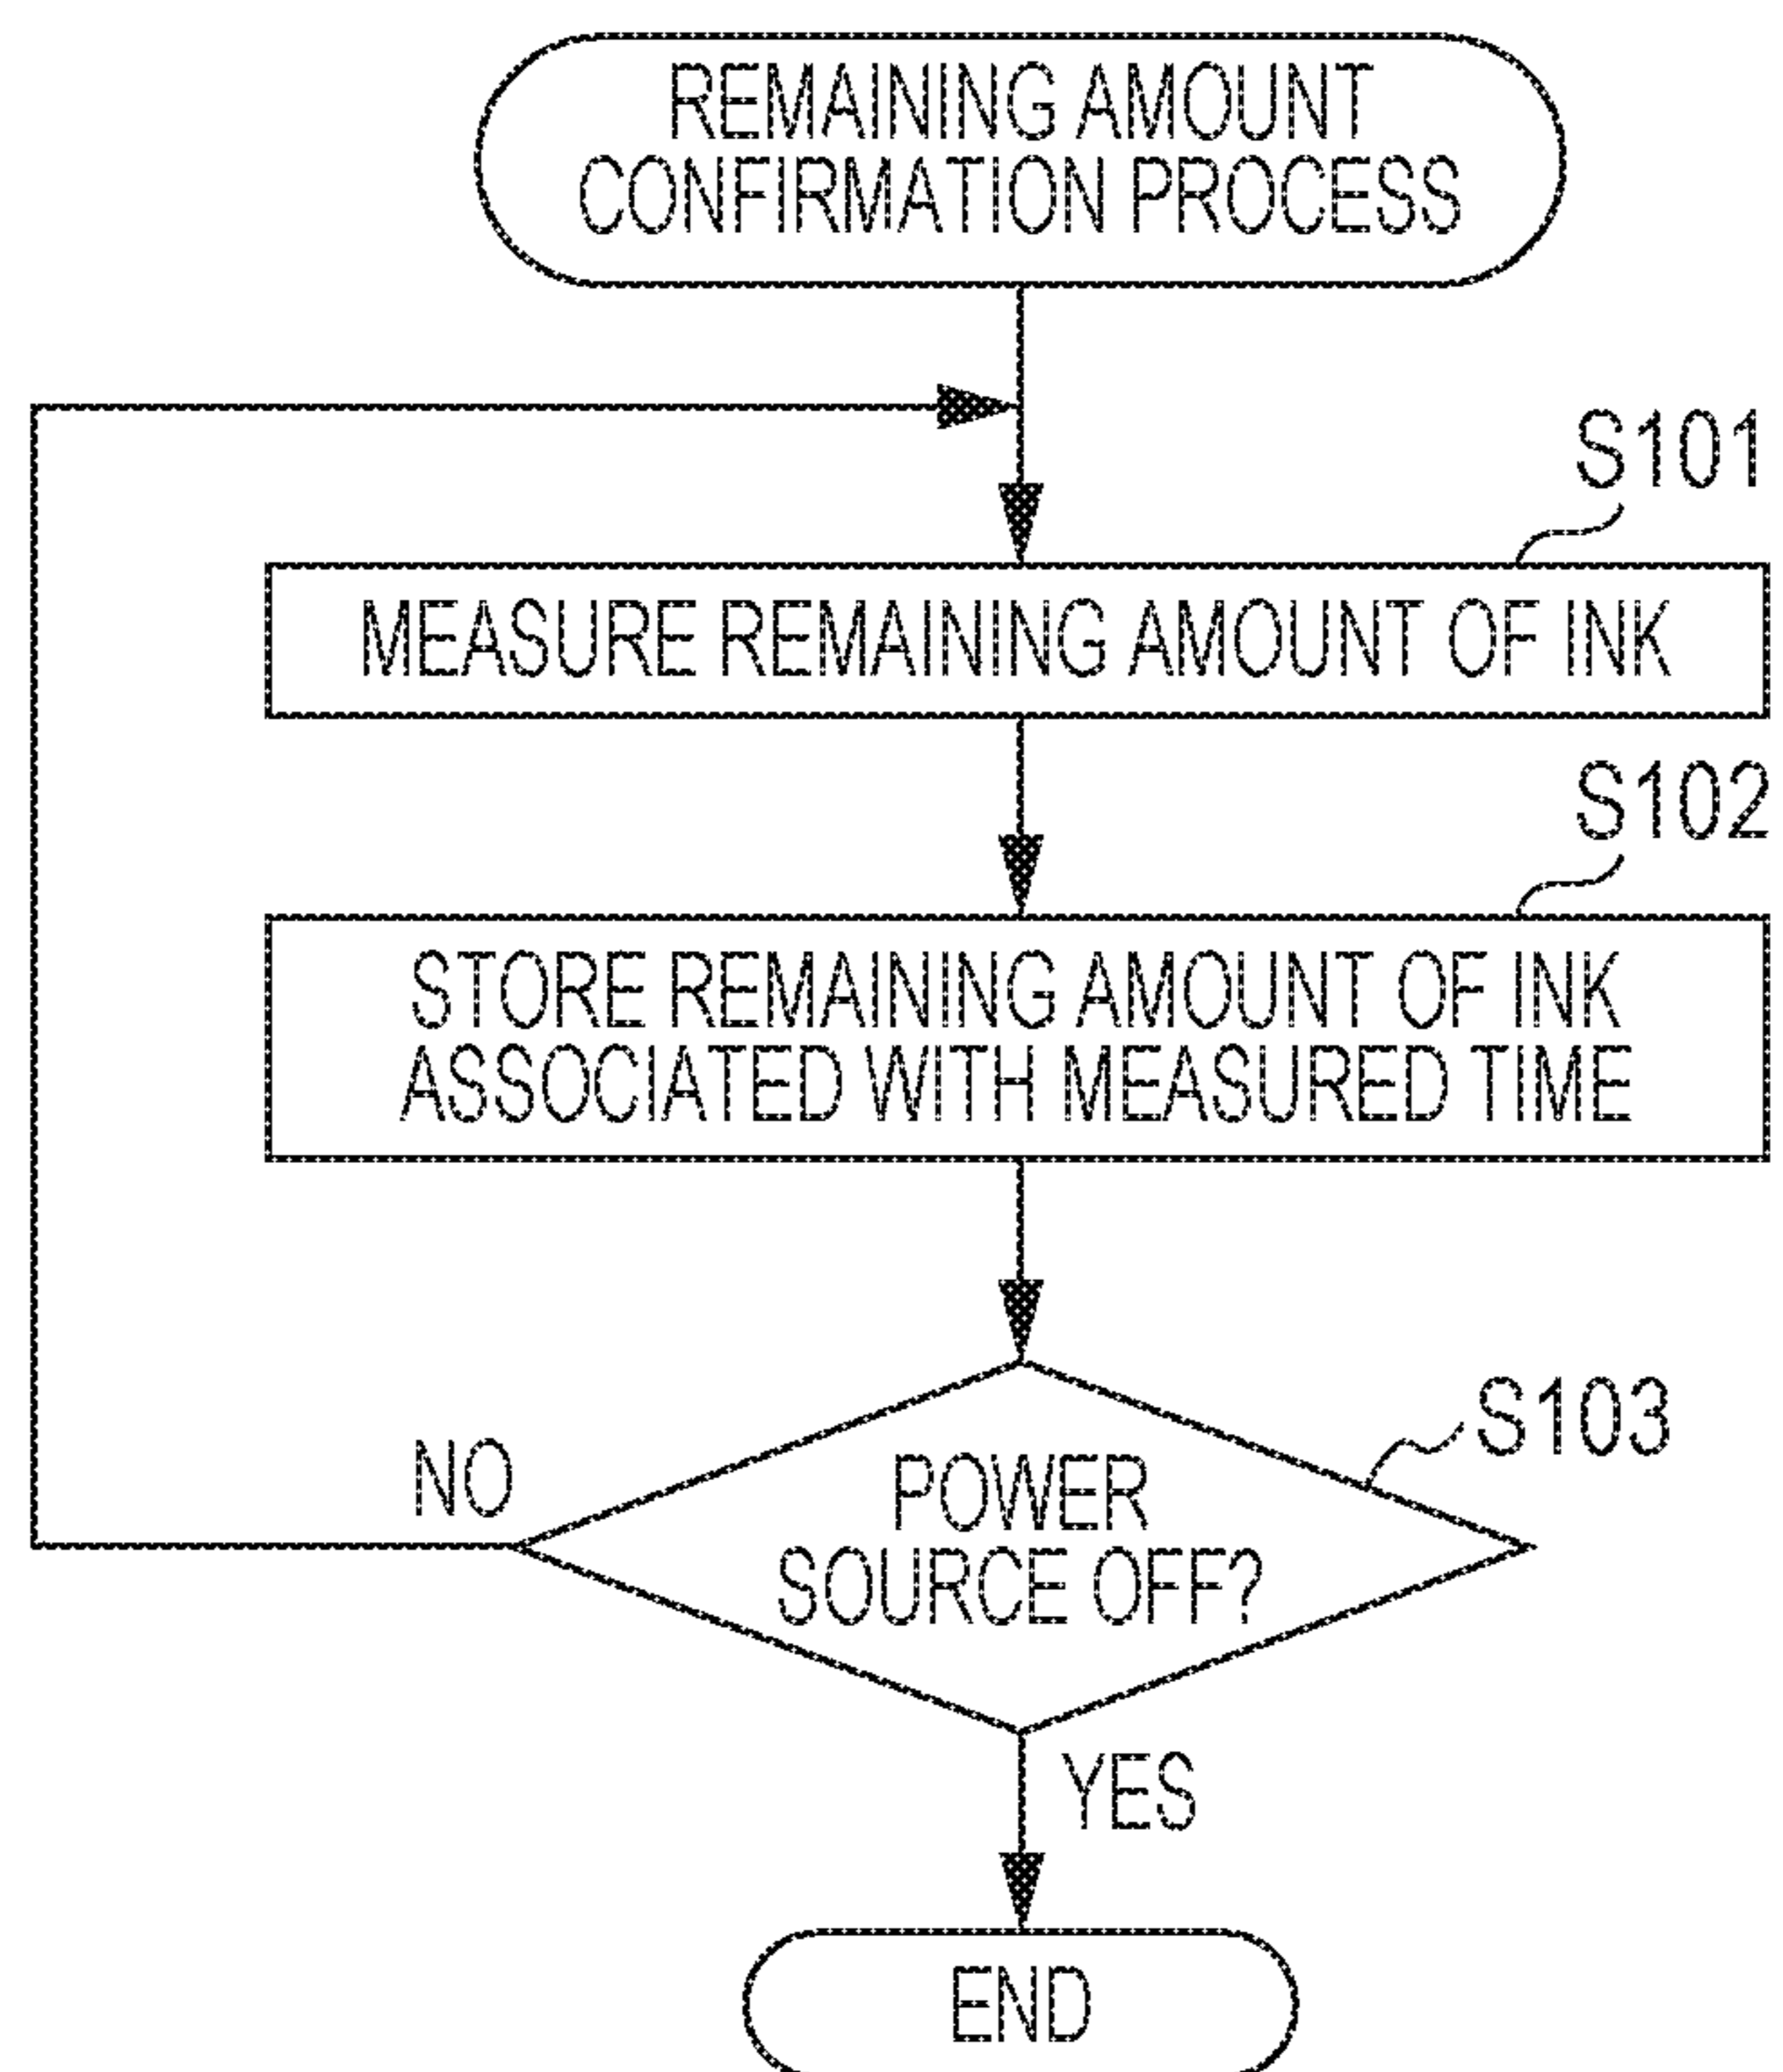 REMAINING AMOUNT
CONFIRMATION PROCESS
S101
MEASURE REMAINING AMOUNT OF INK
S102
STORE REMAINING AMOUNT OF INK
ASSOCIATED WITH MEASURED TIME
S103
NO
POWER
SOURCE OFF?
YES
END